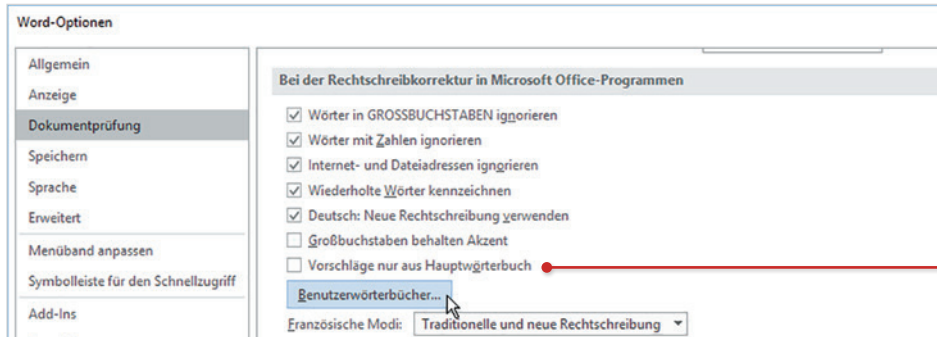 Word-Optionen
Allgemein
Anzeige
Dokumentprüfung
Speichern
Sprache
Erweitert
Menüband anpassen
Symbolleiste für den Schnellzugriff
Add-Ins
Bei der Rechtschreibkorrektur in Microsoft Office-Programmen
Wörter in GROSSBUCHSTABEN ignorieren
Wörter mit Zahlen ignorieren
Internet- und Dateiadressen ignorieren
Wiederholte Wörter kennzeichnen
Deutsch: Neue Rechtschreibung verwenden
Großbuchstaben behalten Akzent
Vorschläge nur aus Hauptwörterbuch
Benutzerwörterbücher...
Französische Modi: Traditionelle und neue Rechtschreibung